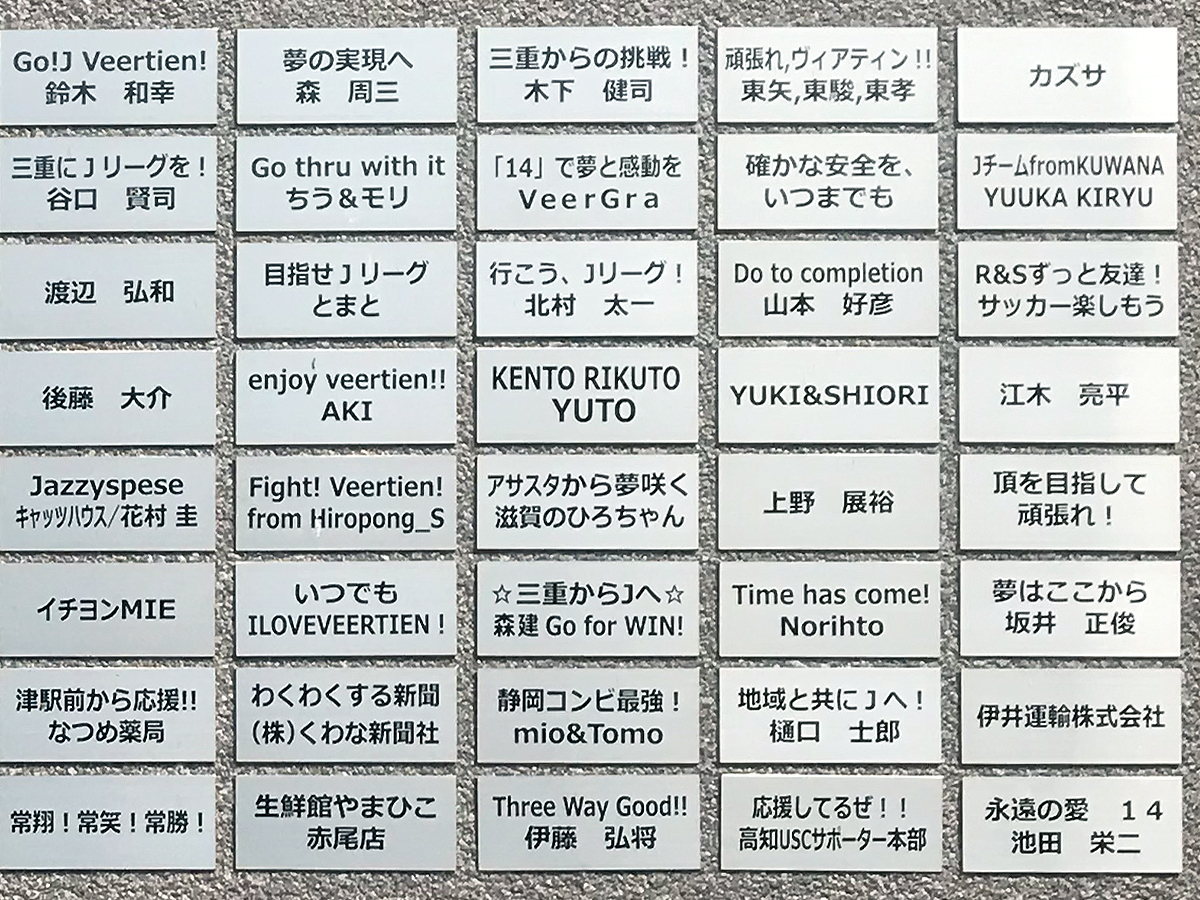 Go!J Veertien!
鈴木　和幸
夢の実現へ
森　周三
三重からの挑戦！
木下　健司
頑張れ,ヴィアティン!!
東矢,東駿,東孝
カズサ
三重にＪリーグを！
谷口　賢司
Go thru with it
ちう＆モリ
「14」で夢と感動を
VeerGra
確かな安全を、
いつまでも
JチームfromKUWANA
YUUKA KIRYU
渡辺　弘和
目指せＪリーグ
とまと
行こう、Jリーグ！
北村　太一
Do to completion
山本　好彦
R&Sずっと友達！
サッカー楽しもう
後藤　大介
enjoy veertien!!
AKI
KENTO RIKUTO
YUTO
YUKI&SHIORI
江木　亮平
Jazzyspese
キャッツハウス/花村 圭
Fight! Veertien!
from Hiropong_S
アサスタから夢咲く
滋賀のひろちゃん
上野　展裕
頂を目指して
頑張れ！
イチヨンMIE
いつでも
ILOVEVEERTIEN！
☆三重からJへ☆
森建 Go for WIN!
Time has come!
Norihto
夢はここから
坂井　正俊
津駅前から応援!!
なつめ薬局
わくわくする新聞
(株)くわな新聞社
静岡コンビ最強！
mio&Tomo
地域と共にＪへ！
樋口　士郎
伊井運輸株式会社
常翔！常笑！常勝！
生鮮館やまひこ
赤尾店
Three Way Good!!
伊藤　弘将
応援してるぜ！！
高知USCサポーター本部
永遠の愛　１４
池田　栄二